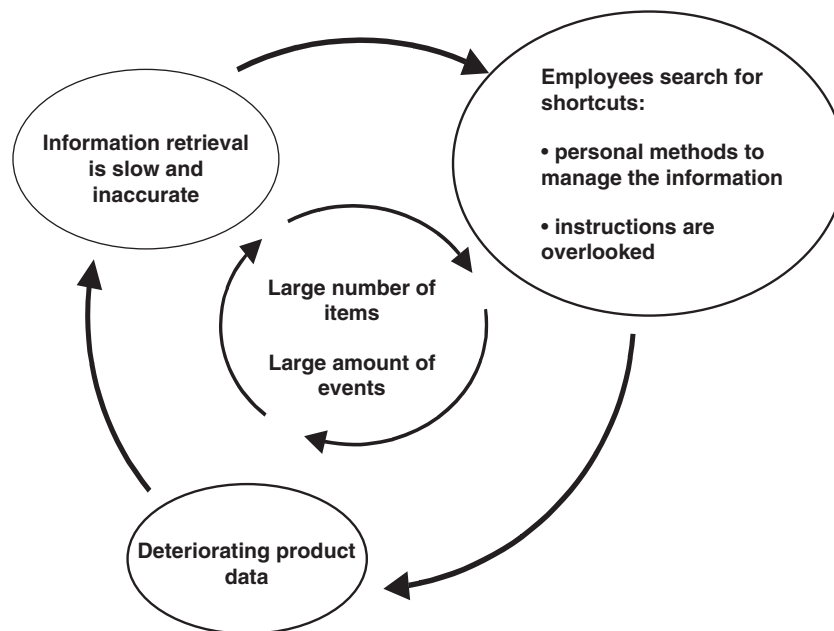 Employees search for
shortcuts:
• personal methods to
manage the information
• instructions are
overlooked
Information retrieval
is slow and
inaccurate
Large number of
items
Large amount of
events
Deteriorating product
data